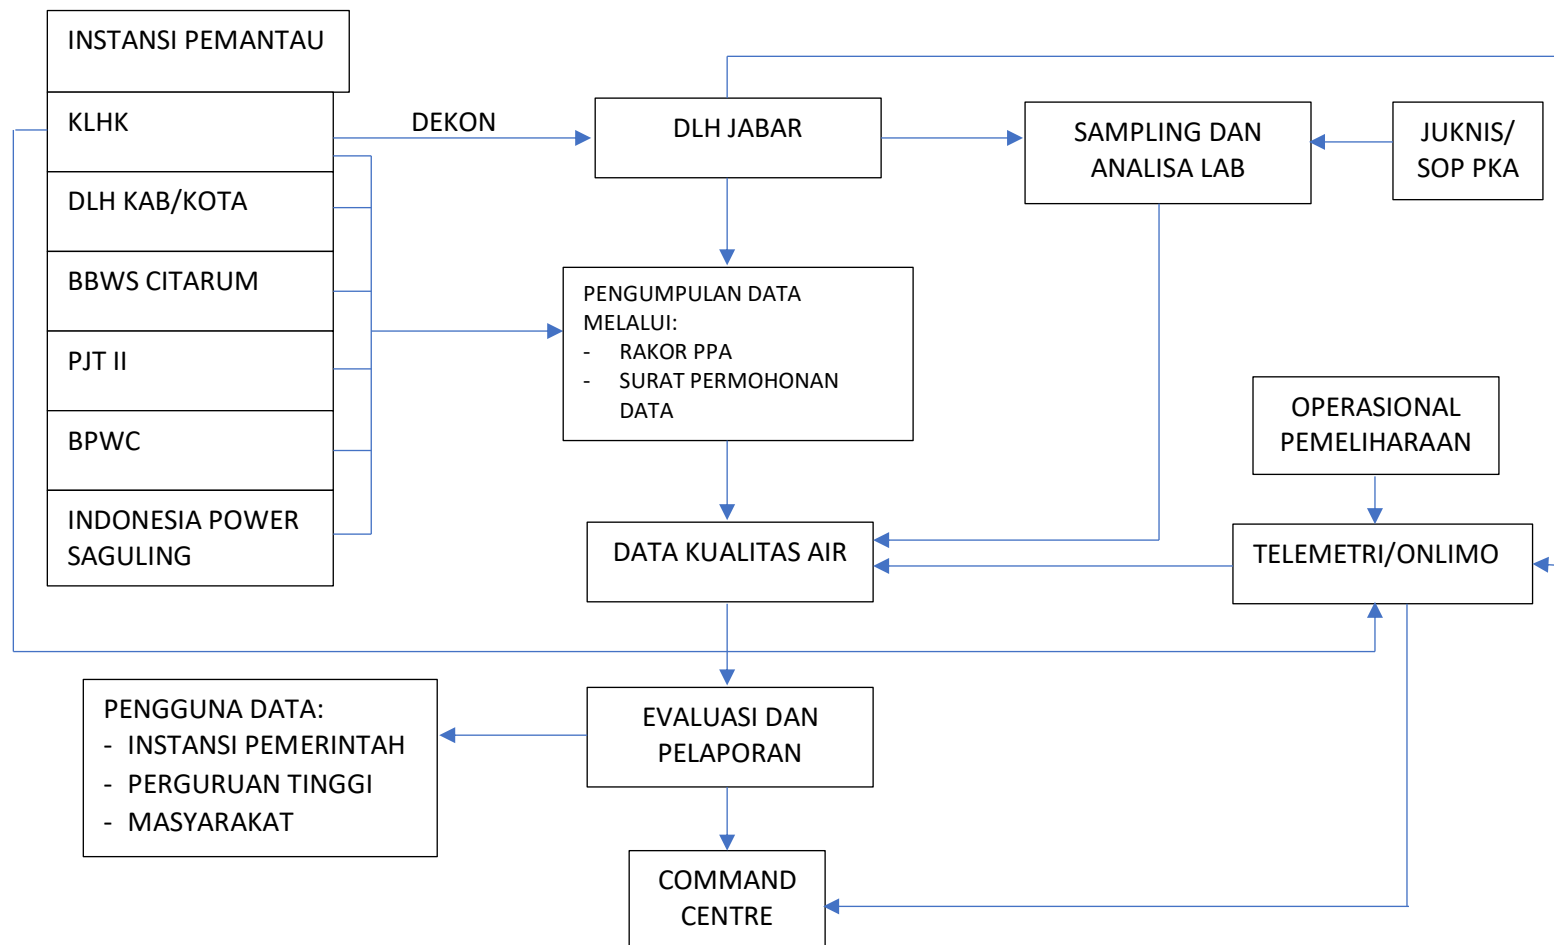 INSTANSI PEMANTAU
KLHK
DLH KAB/KOTA
BBWS CITARUM
PJT II
BPWC
INDONESIA POWER
SAGULING
DEKON
DLH JABAR
SAMPLING DAN
ANALISA LAB
JUKNIS/
SOP PKA
PENGUMPULAN DATA
MELALUI:
- RAKOR PPA
- SURAT PERMOHONAN
DATA
OPERASIONAL
PEMELIHARAAN
DATA KUALITAS AIR
TELEMETRI/ONLIMO
PENGGUNA DATA:
- INSTANSI PEMERINTAH
- PERGURUAN TINGGI
- MASYARAKAT
EVALUASI DAN
PELAPORAN
COMMAND
CENTRE